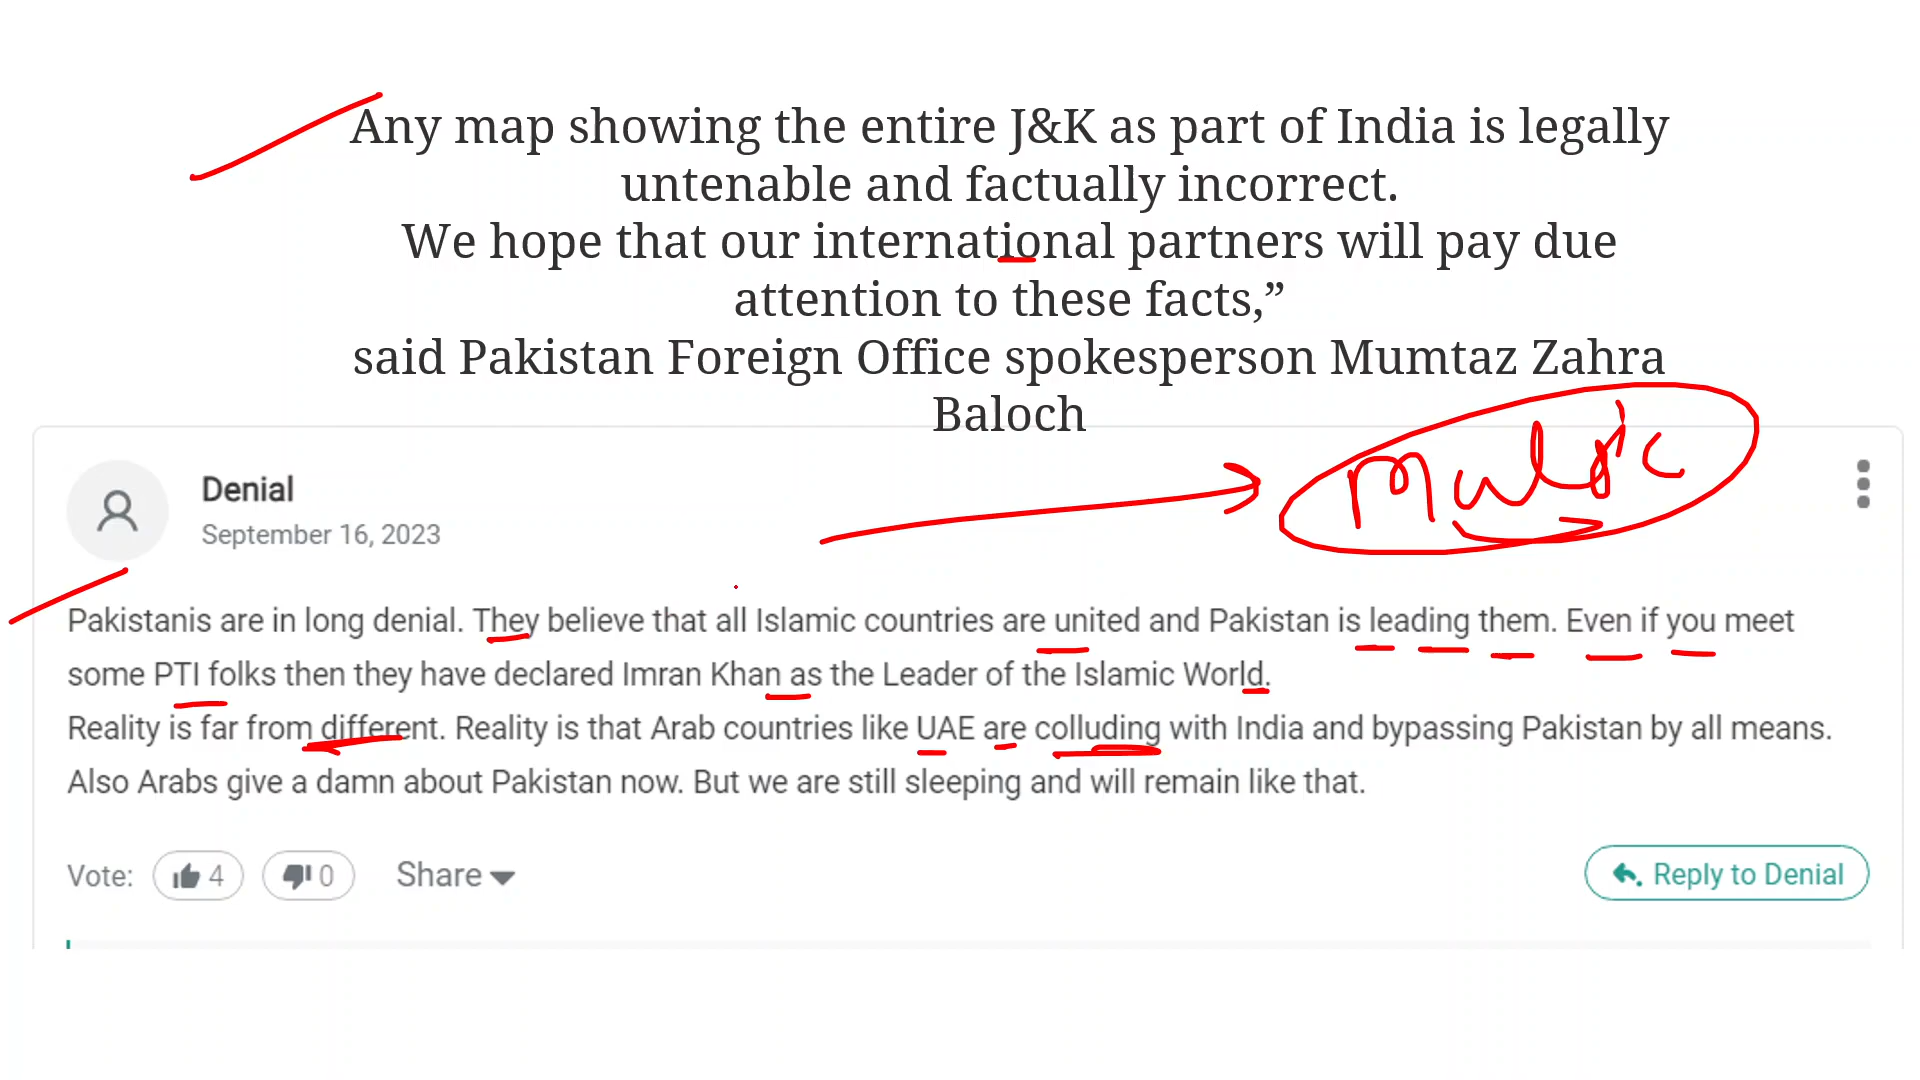 Any map showing the entire J&K as part of India is legally
untenable and factually incorrect.
We hope that our international partners will pay due
attention to these facts,”
said Pakistan Foreign Office spokesperson Mumtaz Zahra
Baloch
Denial
September 16, 2023
Pakistanis are in long denial. They believe that all Islamic countries are united and Pakistan is leading them. Even if you meet
some PTI folks then they have declared Imran Khan as the Leader of the Islamic World.
Reality is far from different. Reality is that Arab countries like UAE are colluding with India and bypassing Pakistan by all means.
Also Arabs give a damn about Pakistan now. But we are still sleeping and will remain like that.
Vote: 4 0 Share
Reply to Denial